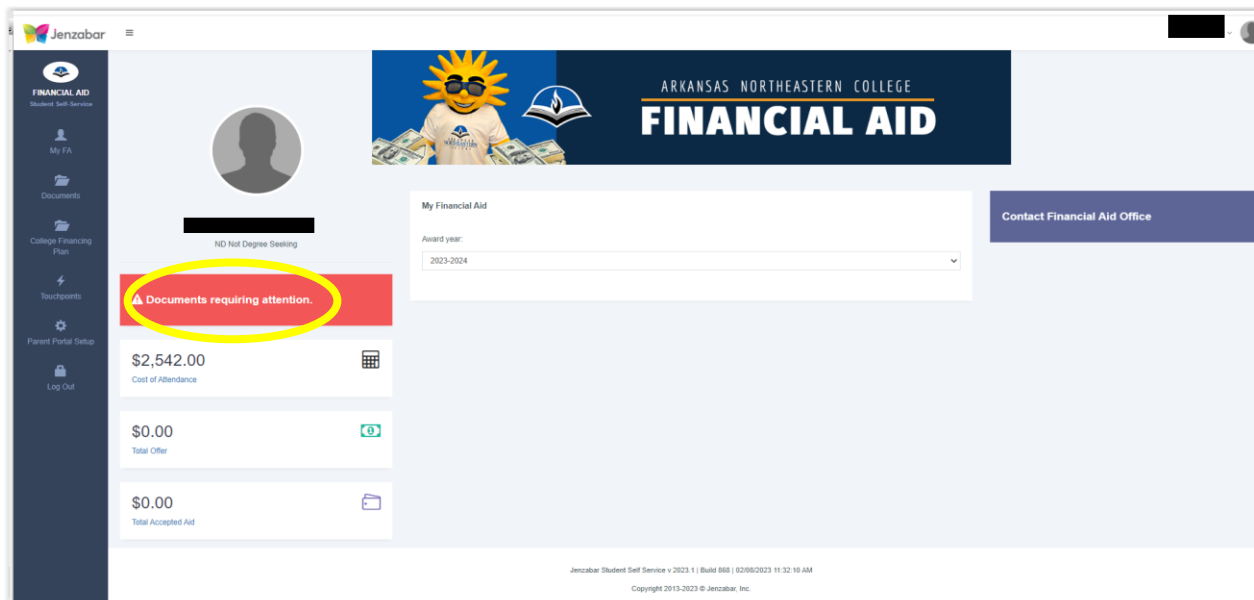 Jenzabar
FINANCIAL AID
Student Self-Service
My FA
Documents
College Financing
Plan
Touchpoints
Parent Portal Setup
Log Out
ARKANSAS NORTHEASTERN COLLEGE
FINANCIAL AID
ND Not Degree Seeking
Documents requiring attention.
$2,542.00
Cost of Attendance
$0.00
Total Offer
$0.00
Total Accepted Aid
My Financial Aid
Award year:
2023-2024
Contact Financial Aid Office
Jenzabar Student Self Service v 2023.1 | Build 868 | 02/08/2023 11:32:10 AM
Copyright 2013-2023 © Jenzabar, Inc.